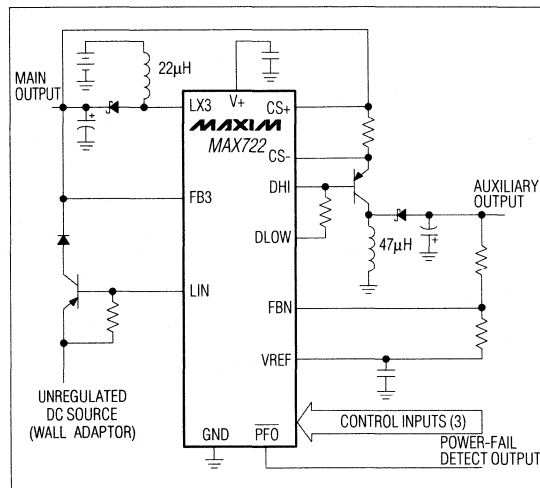 22µH
MAIN
OUTPUT
LX3
V+
CS+
MAXIM
MAX722
CS-
DHI
AUXILIARY
OUTPUT
FB3
DLOW
47µH
LIN
FBN
VREF
UNREGULATED
DC SOURCE
(WALL ADAPTOR)
CONTROL INPUTS (3)
GND
PFO
POWER-FAIL
DETECT OUTPUT